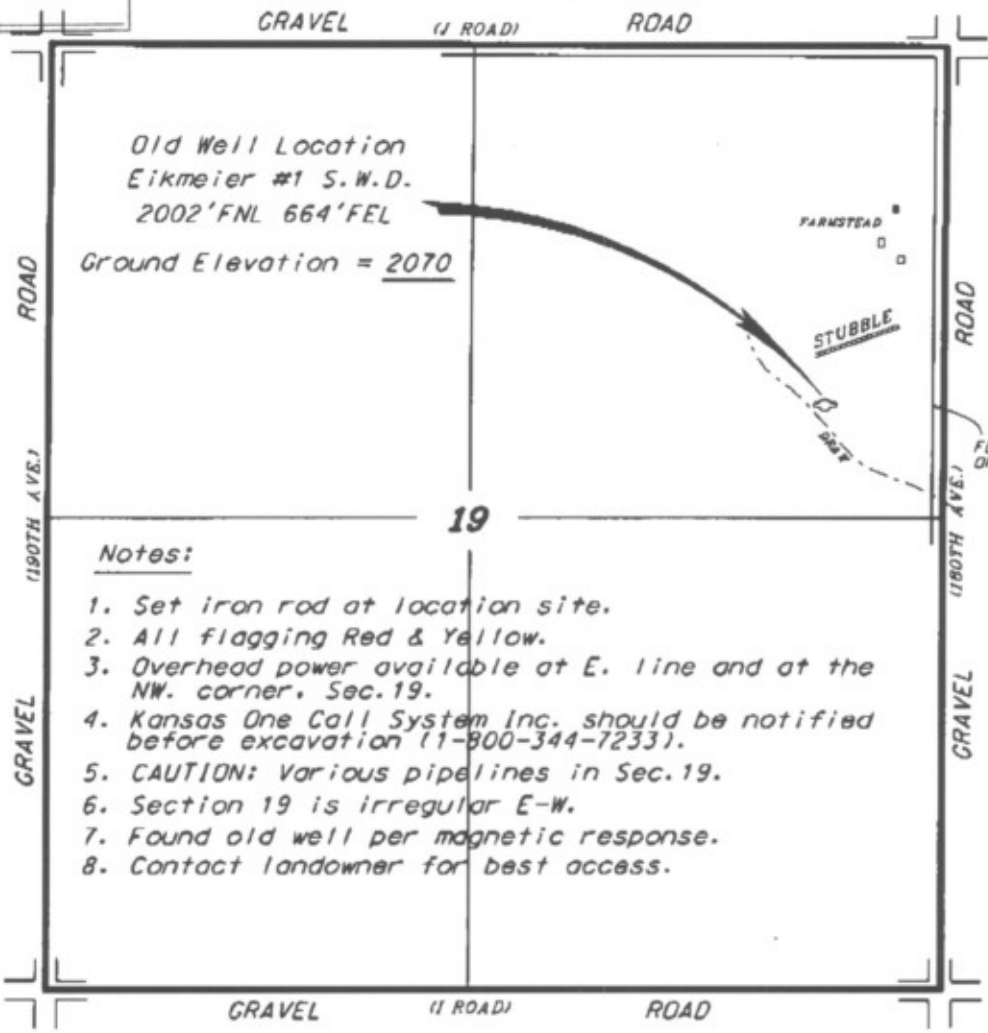 GRAVEL (J ROAD) ROAD
Old Well Location
Eikmeier #1 S.W.D.
2002'FNL 664'FEL
Ground Elevation = 2070
FARMSTEAD
STUBBLE
DRAW
ROAD
(190TH AVE.)
GRAVEL
ROAD
(180TH AVE.)
GRAVEL
19
Notes:
1. Set iron rod at location site.
2. All flagging Red & Yellow.
3. Overhead power available at E. line and at the
NW. corner, Sec.19.
4. Kansas One Call System Inc. should be notified
before excavation (1-800-344-7233).
5. CAUTION: Various pipelines in Sec.19.
6. Section 19 is irregular E-W.
7. Found old well per magnetic response.
8. Contact landowner for best access.
GRAVEL (I ROAD) ROAD